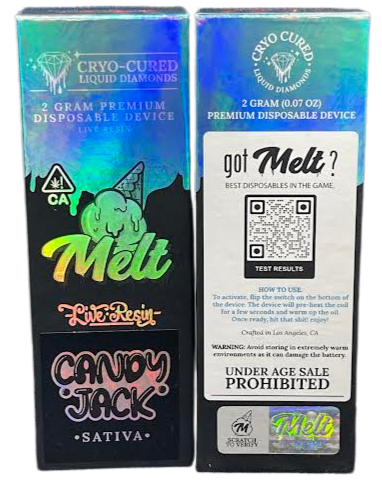 CRYO-CURED
LIQUID DIAMONDS
2 GRAM PREMIUM
DISPOSABLE DEVICE
LIVE RESIN
CA
Melt
Live Resin
CANDY
JACK
•SATIVA•
CRYO CURED
LIQUID DIAMONDS
2 GRAM (0.07 OZ)
PREMIUM DISPOSABLE DEVICE
got Melt?
BEST DISPOSABLES IN THE GAME.
TEST RESULTS
HOW TO USE:
To activate, flip the switch on the bottom of
the device. The device will pre-heat the coil
for a few seconds and warm up the oil.
Once ready, hit that shit! enjoy!
Crafted in Los Angeles, CA
WARNING: Avoid storing in extremely warm
environments as it can damage the battery.
UNDER AGE SALE
PROHIBITED
M
SCRATCH
TO VERIFY
Melt